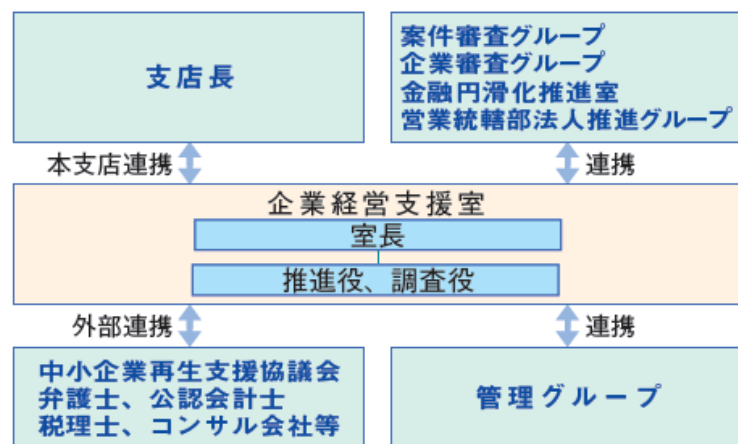 支店長
案件審査グループ
企業審査グループ
金融円滑化推進室
営業統轄部法人推進グループ
本支店連携
連携
企業経営支援室
室長
推進役、調査役
外部連携
連携
中小企業再生支援協議会
弁護士、公認会計士
税理士、コンサル会社等
管理グループ